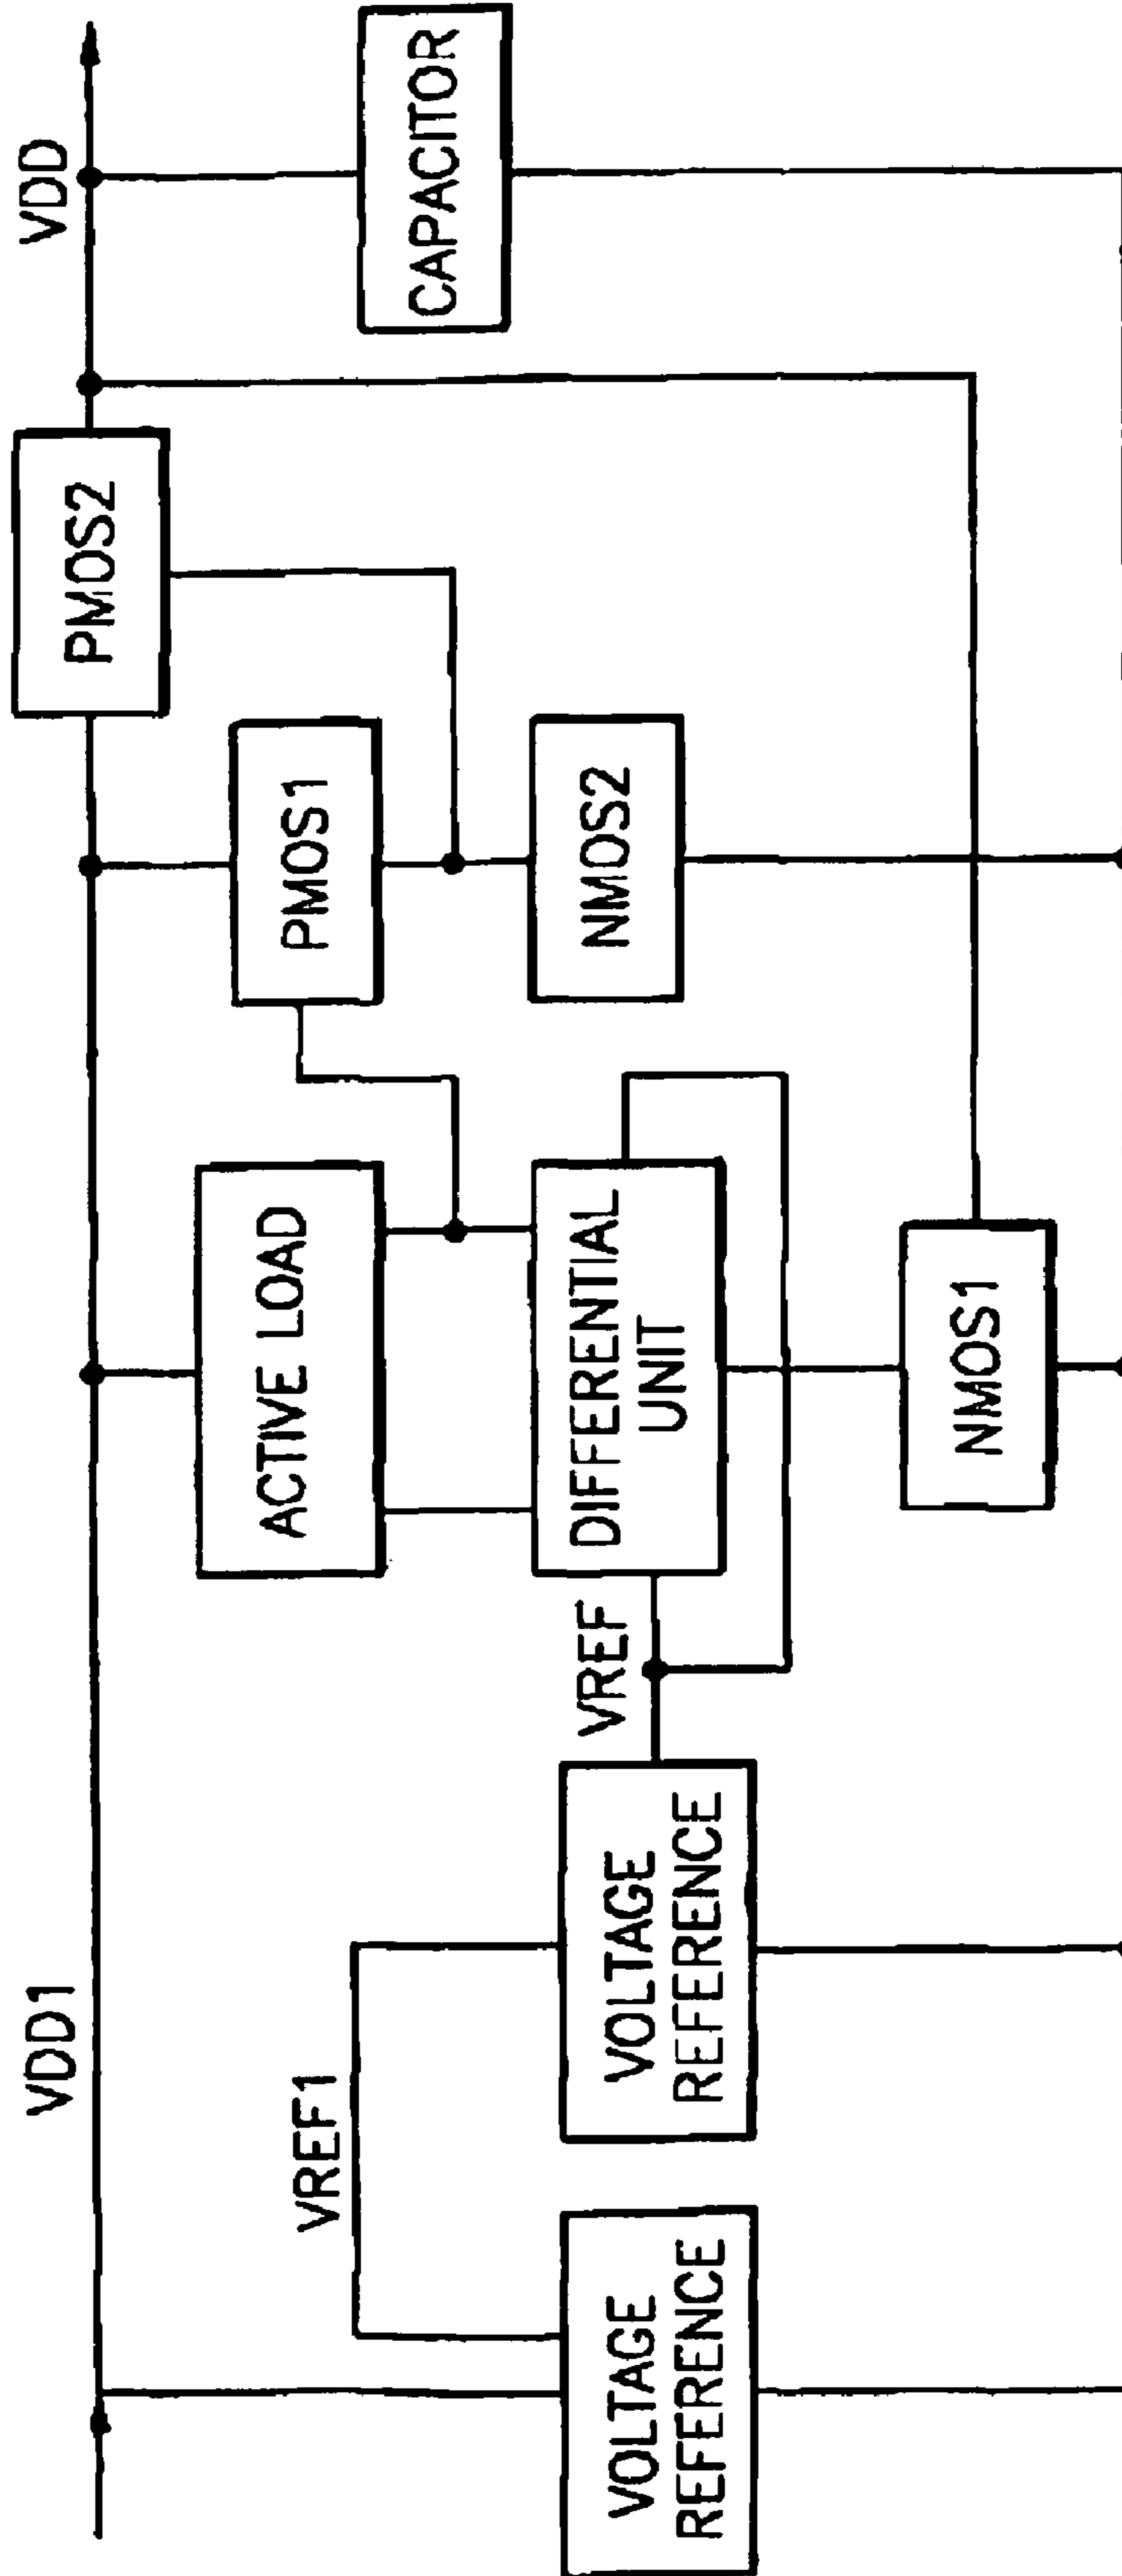 VDD1
VDD
PMOS2
VREF1
ACTIVE LOAD
PMOS1
CAPACITOR
VOLTAGE
REFERENCE
VOLTAGE
REFERENCE
VREF
DIFFERENTIAL
UNIT
NMOS2
NMOS1